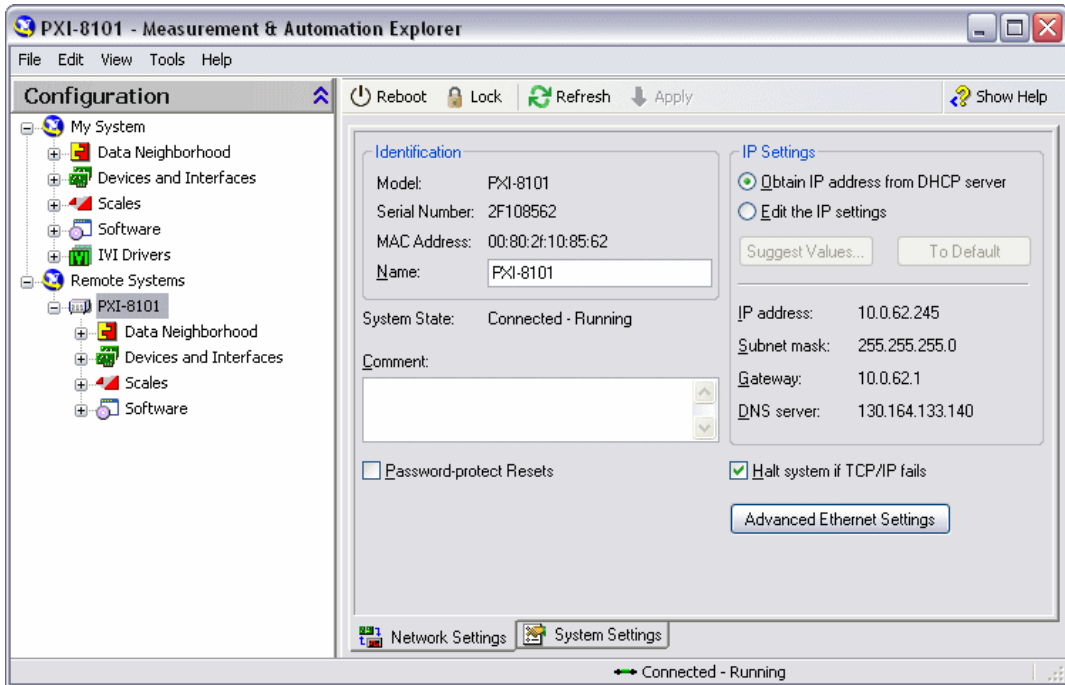 PXI-8101 - Measurement & Automation Explorer
File Edit View Tools Help
Configuration
My System
Data Neighborhood
Devices and Interfaces
Scales
Software
IVI Drivers
Remote Systems
PXI-8101
Data Neighborhood
Devices and Interfaces
Scales
Software
Reboot Lock Refresh Apply Show Help
Identification
Model: PXI-8101
Serial Number: 2F108562
MAC Address: 00:80:2f:10:85:62
Name: PXI-8101
System State: Connected - Running
Comment:
Password-protect Resets
IP Settings
Obtain IP address from DHCP server
Edit the IP settings
Suggest Values... To Default
IP address: 10.0.62.245
Subnet mask: 255.255.255.0
Gateway: 10.0.62.1
DNS server: 130.164.133.140
Halt system if TCP/IP fails
Advanced Ethernet Settings
Network Settings System Settings
Connected - Running